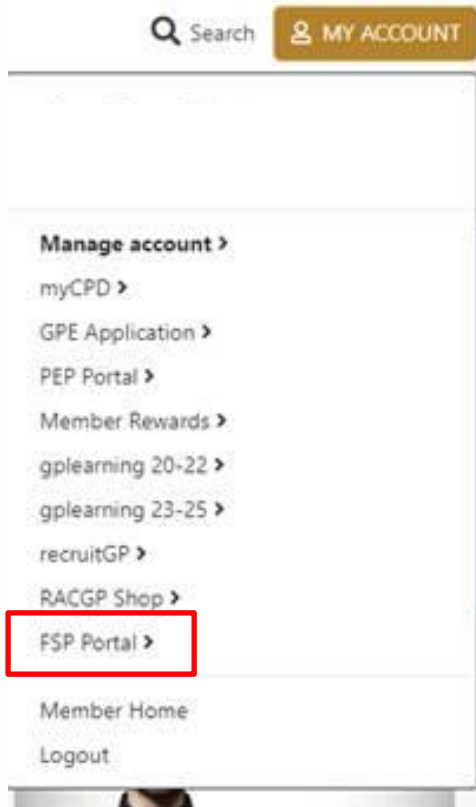 Search MY ACCOUNT
Manage account >
myCPD >
GPE Application >
PEP Portal >
Member Rewards >
gplearning 20-22 >
gplearning 23-25 >
recruitGP >
RACGP Shop >
FSP Portal >
Member Home
Logout